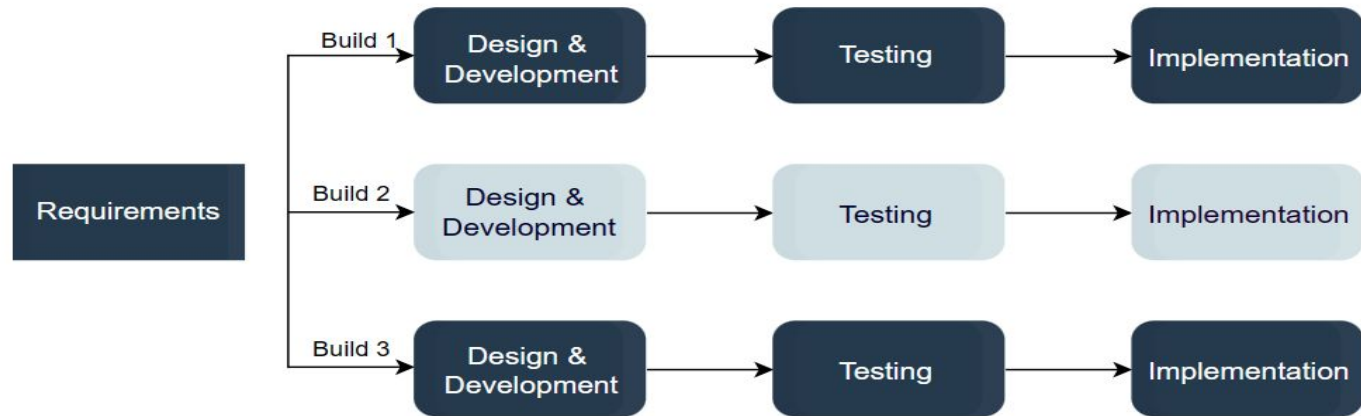 Requirements
Build 1
Design &
Development
Testing
Implementation
Build 2
Design &
Development
Testing
Implementation
Build 3
Design &
Development
Testing
Implementation